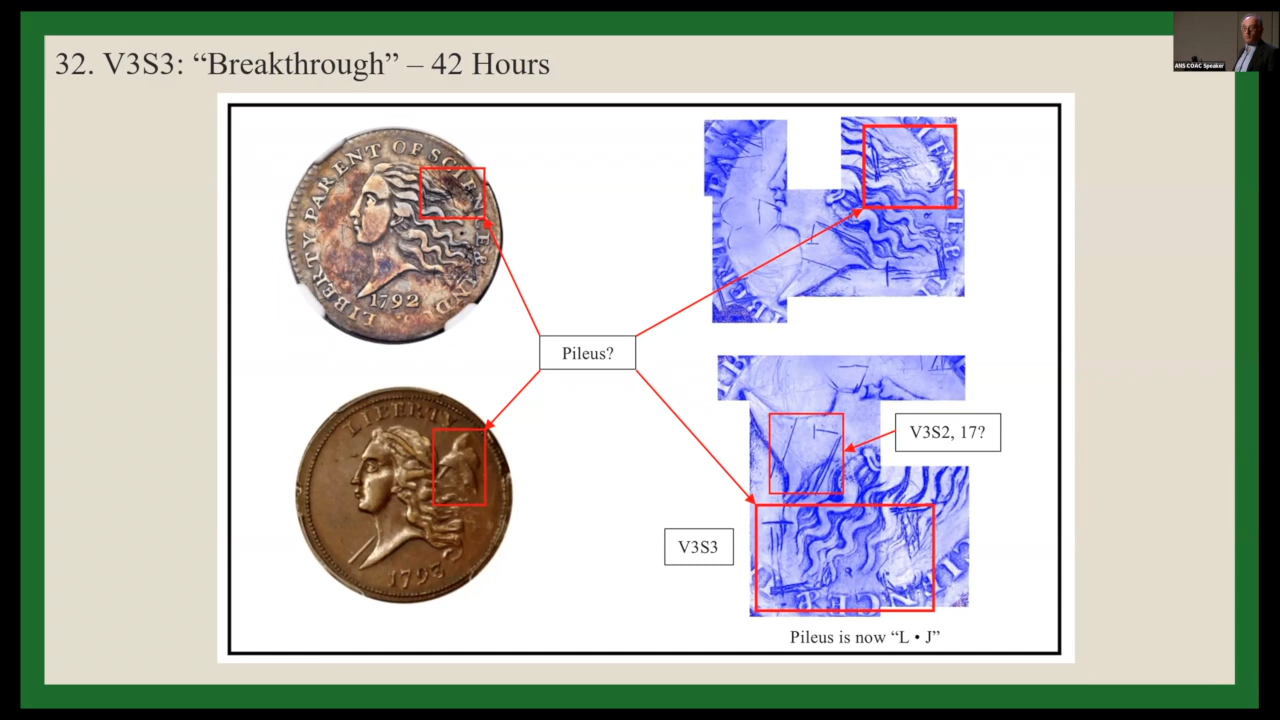 32. V3S3: “Breakthrough” – 42 Hours
ANS COAC Speaker
LIBERTY PARENT OF SCIENCE & INDU
1792
Pileus?
LIBERTY
1793
V3S2, 17?
V3S3
Pileus is now “L • J”